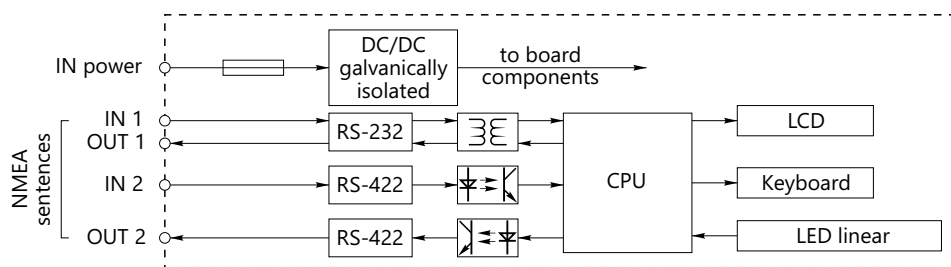 IN power
DC/DC
galvanically
isolated
to board
components
NMEA
sentences
IN 1
OUT 1
RS-232
LCD
IN 2
RS-422
CPU
Keyboard
OUT 2
RS-422
LED linear